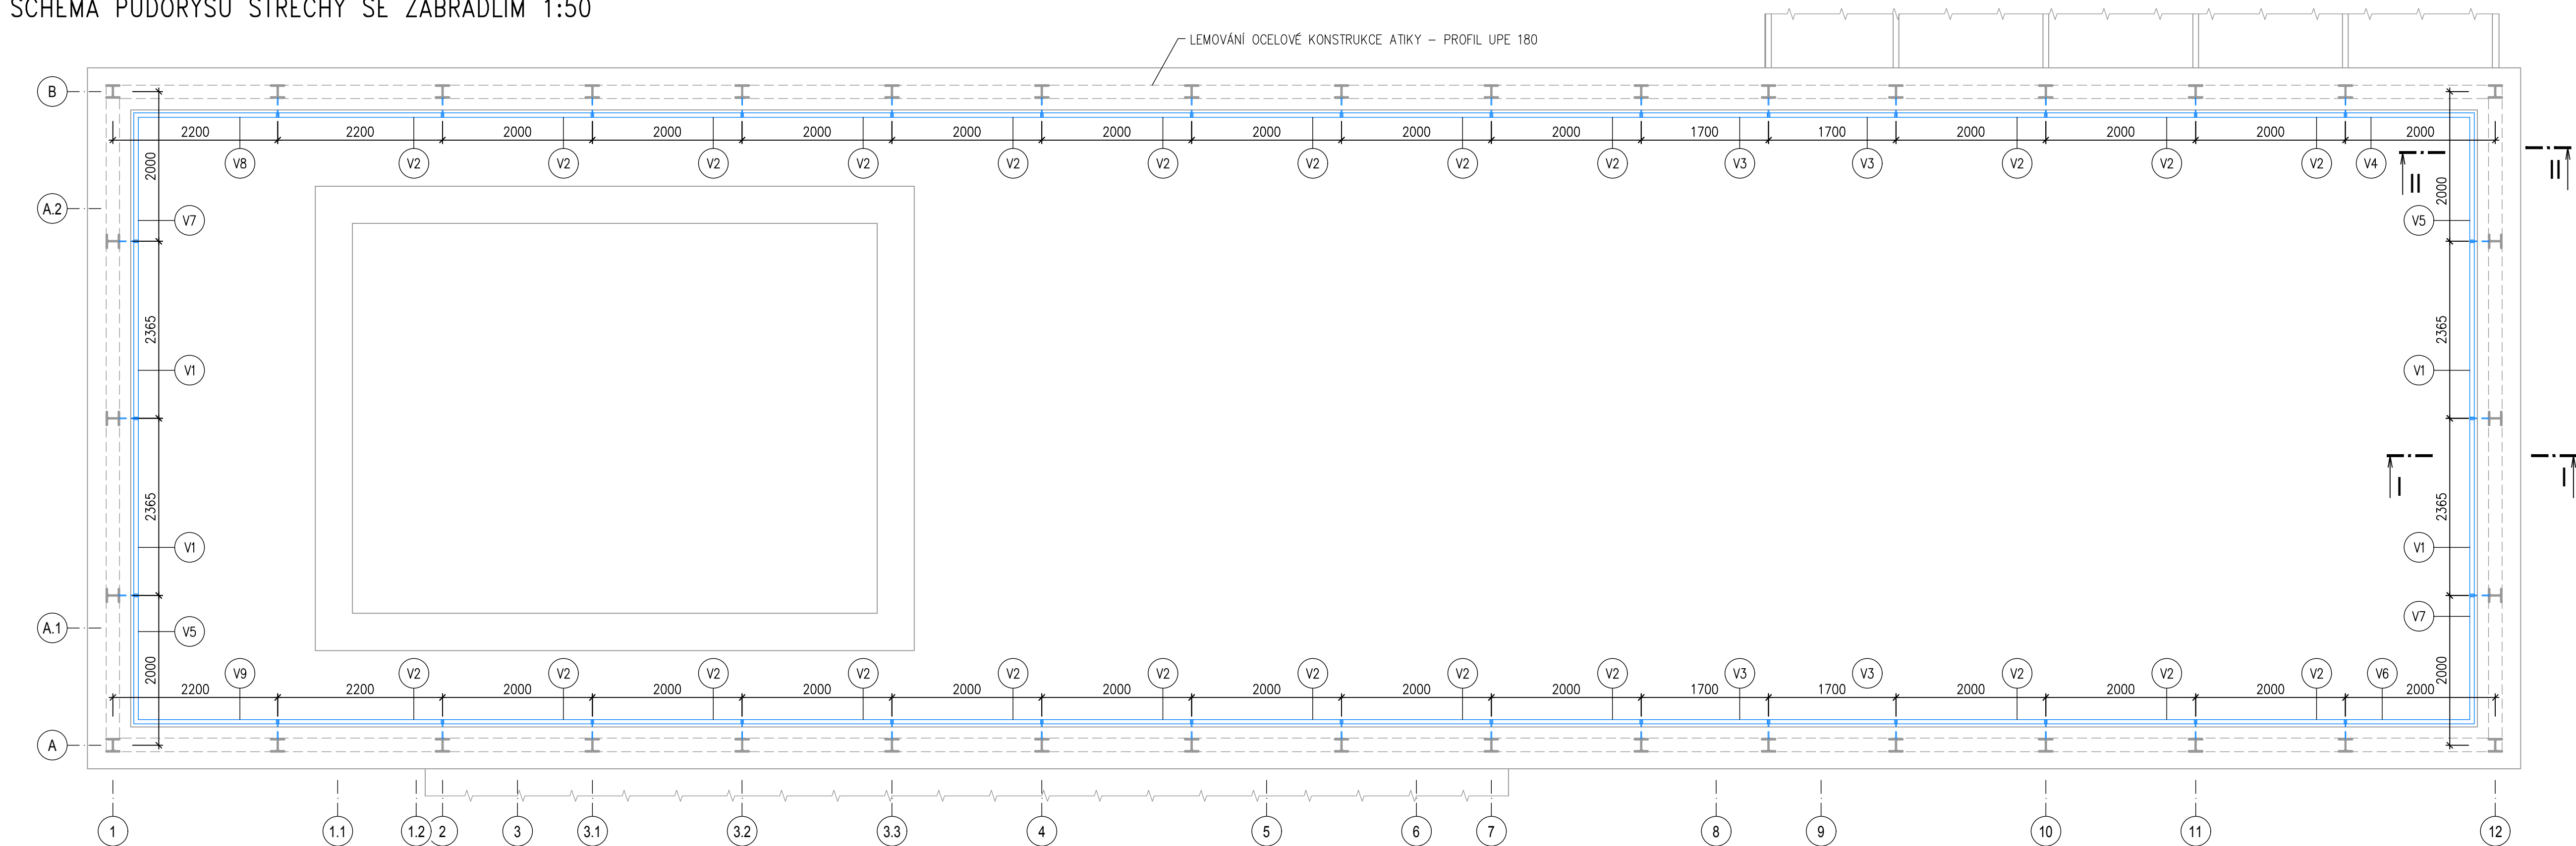 SCHÉMA PŮDORYSU STŘECHY SE ZÁBRADLÍM 1:50
LEMOVÁNÍ OCELOVÉ KONSTRUKCE ATIKY – PROFIL UPE 180
B
2200 2200 2000 2000 2000 2000 2000 2000 2000 2000 1700 1700 2000 2000 2000 2000
V8 V2 V2 V2 V2 V2 V2 V2 V2 V2 V3 V3 V2 V2 V2 V4
II II
2000 2000
A.2
V7 V5
2365 2365
V1 V1
I I
2365 2365
V1 V1
A.1
V5 V7
2000 2000
V9 V2 V2 V2 V2 V2 V2 V2 V2 V2 V3 V3 V2 V2 V2 V6
2200 2200 2000 2000 2000 2000 2000 2000 2000 2000 1700 1700 2000 2000 2000 2000
A
1 1.1 1.2 2 3 3.1 3.2 3.3 4 5 6 7 8 9 10 11 12